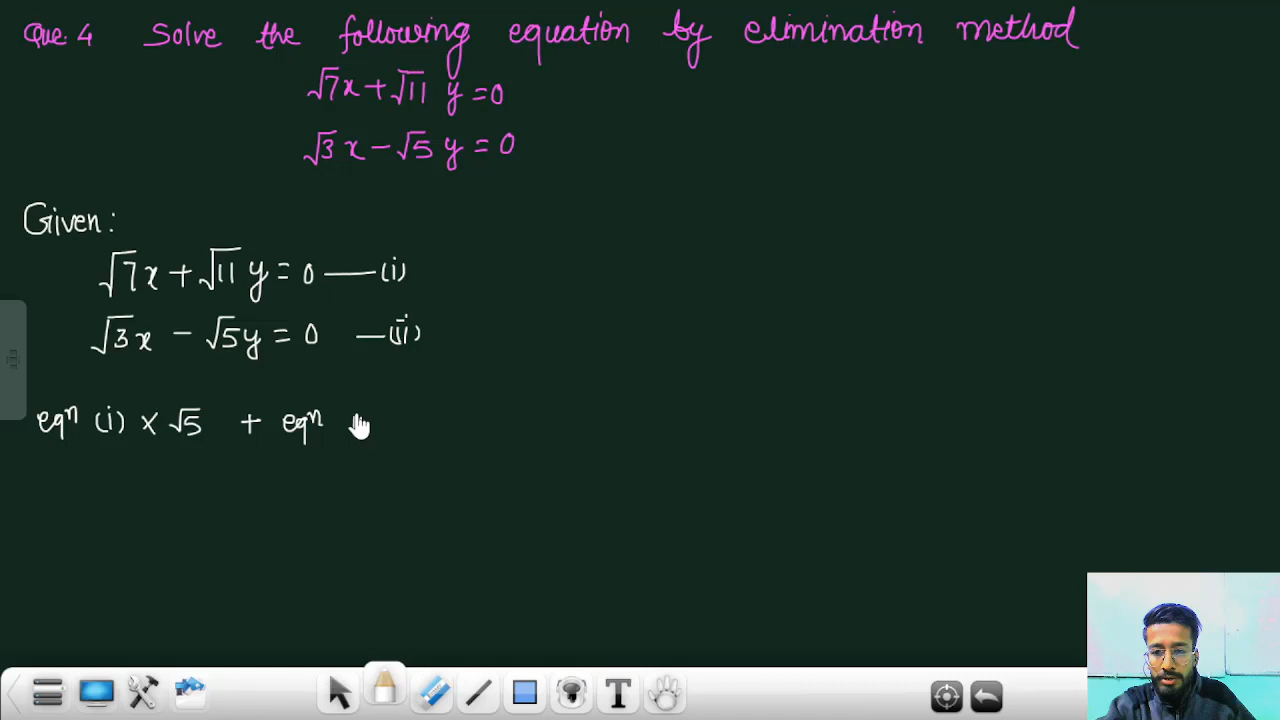 Que. 4 Solve the following equation by elimination method
√7x + √11 y = 0
√3 x − √5 y = 0
Given:
√7x + √11 y = 0 —— (i)
√3x − √5y = 0 — (ii)
eqⁿ (i) × √5 + eqⁿ
T